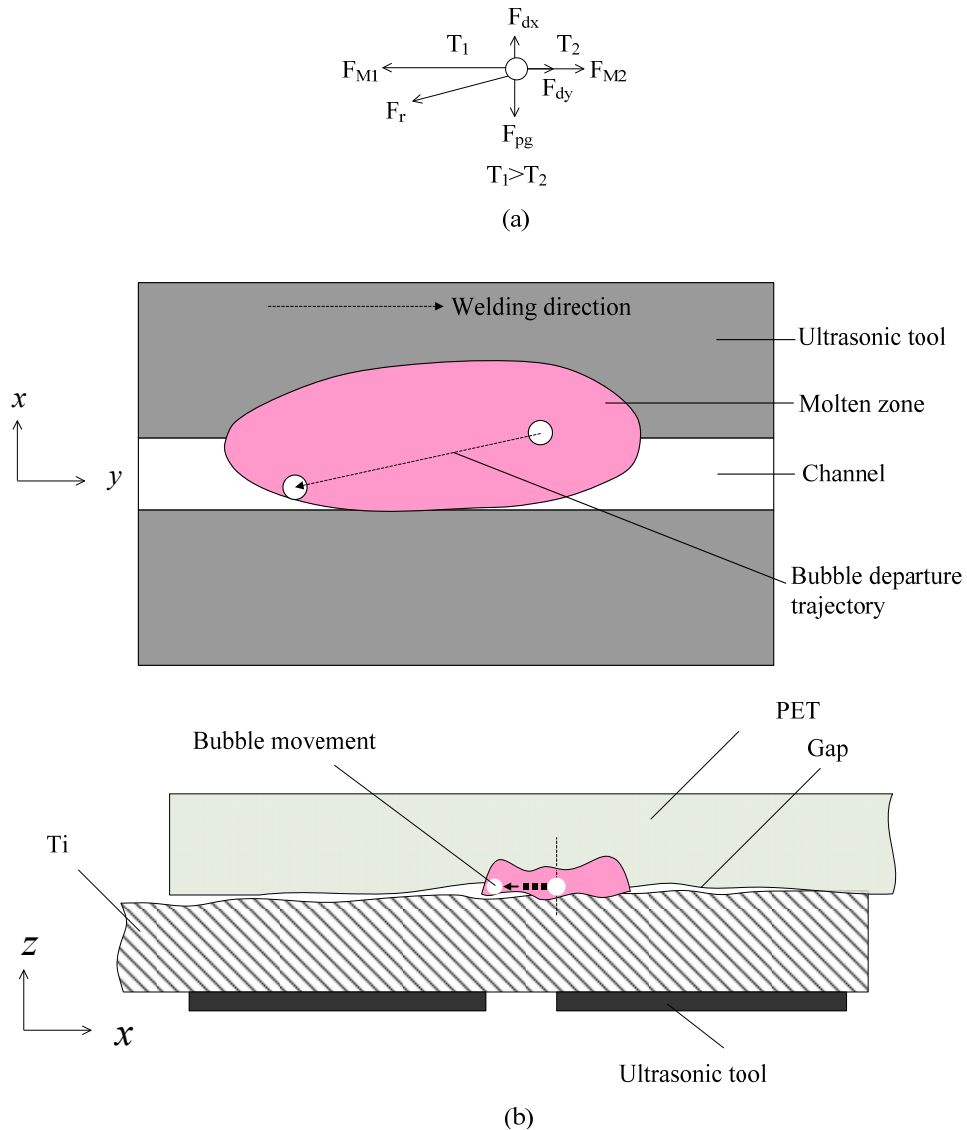 F_dx
T_1 T_2
F_M1 F_M2
F_dy
F_r
F_pg
T_1>T_2
(a)
Welding direction
Ultrasonic tool
x
Molten zone
y
Channel
Bubble departure
trajectory
PET
Bubble movement
Gap
Ti
z
x
Ultrasonic tool
(b)